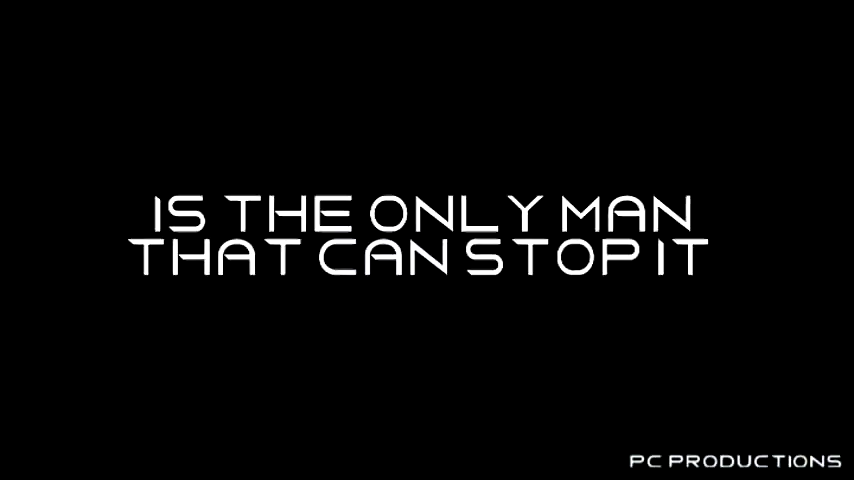 IS THE ONLY MAN
THAT CAN STOP IT
PC PRODUCTIONS